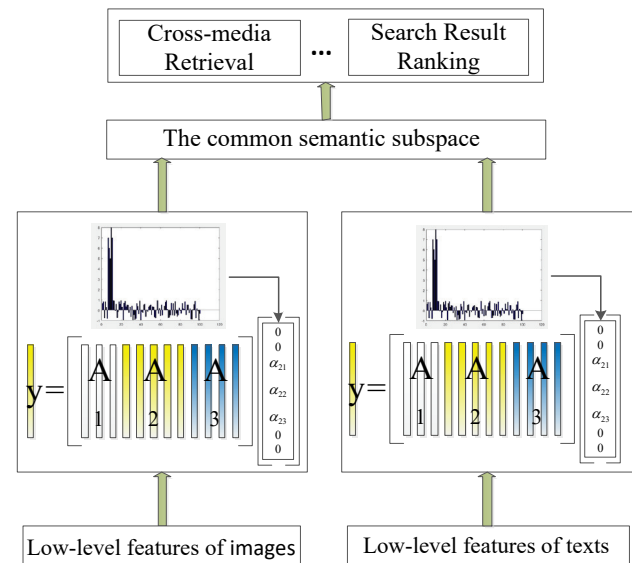 Cross-media
Retrieval
...
Search Result
Ranking
The common semantic subspace
y=
A
1
A
2
A
3
0
0
α21
α22
α23
0
0
y=
A
1
A
2
A
3
0
0
α21
α22
α23
0
0
Low-level features of images
Low-level features of texts